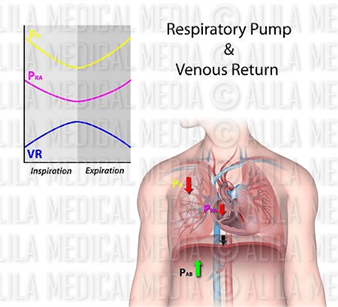 Respiratory Pump
&
Venous Return
PRA
VR
Inspiration
Expiration
PAB
© ALILA MEDICAL MEDIA